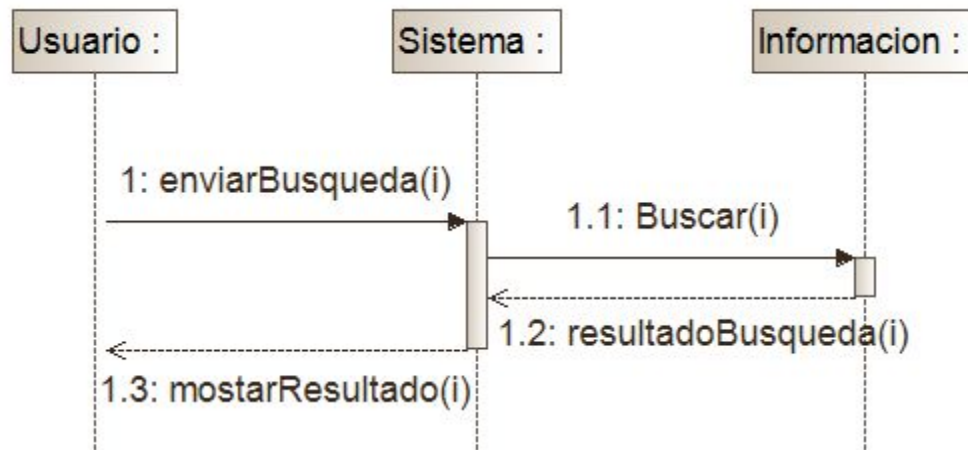 Usuario :
Sistema :
Informacion :
1: enviarBusqueda(i)
1.1: Buscar(i)
1.2: resultadoBusqueda(i)
1.3: mostarResultado(i)